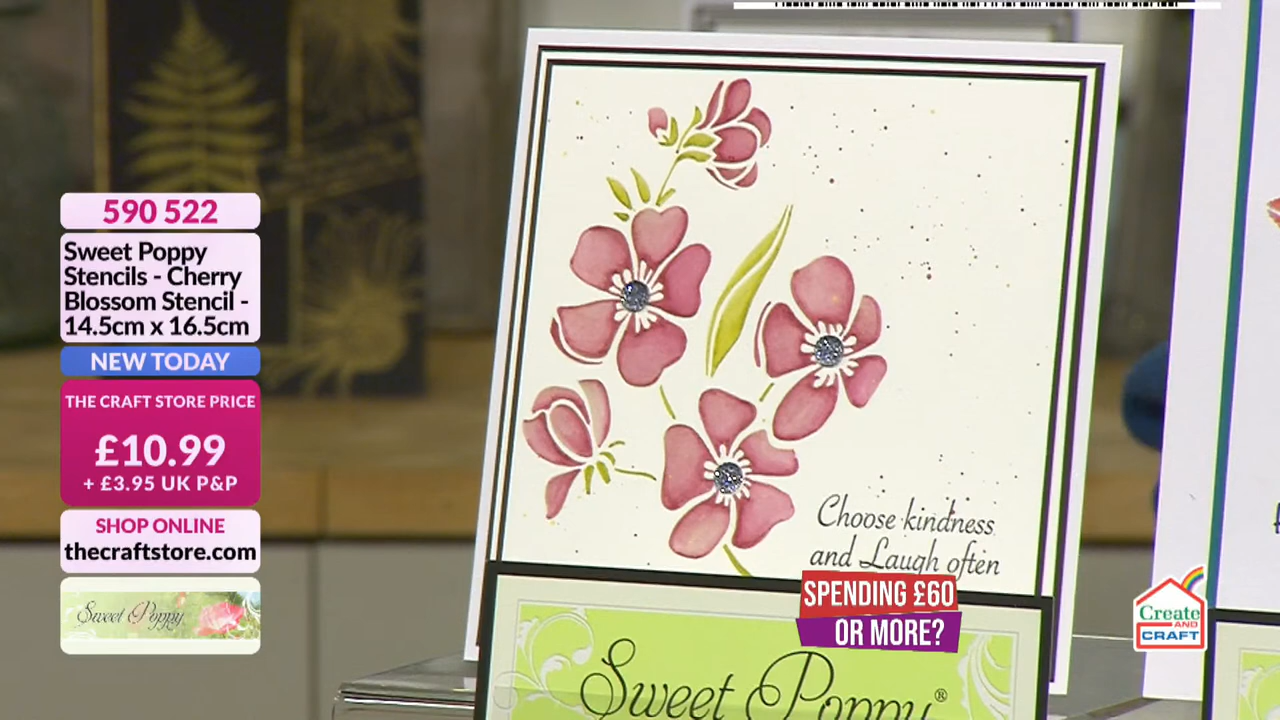 590 522
Sweet Poppy
Stencils - Cherry
Blossom Stencil -
14.5cm x 16.5cm
NEW TODAY
THE CRAFT STORE PRICE
£10.99
+ £3.95 UK P&P
SHOP ONLINE
thecraftstore.com
Sweet Poppy
Choose kindness
and Laugh often
SPENDING £60
OR MORE?
Sweet Poppy®
Create
AND
CRAFT